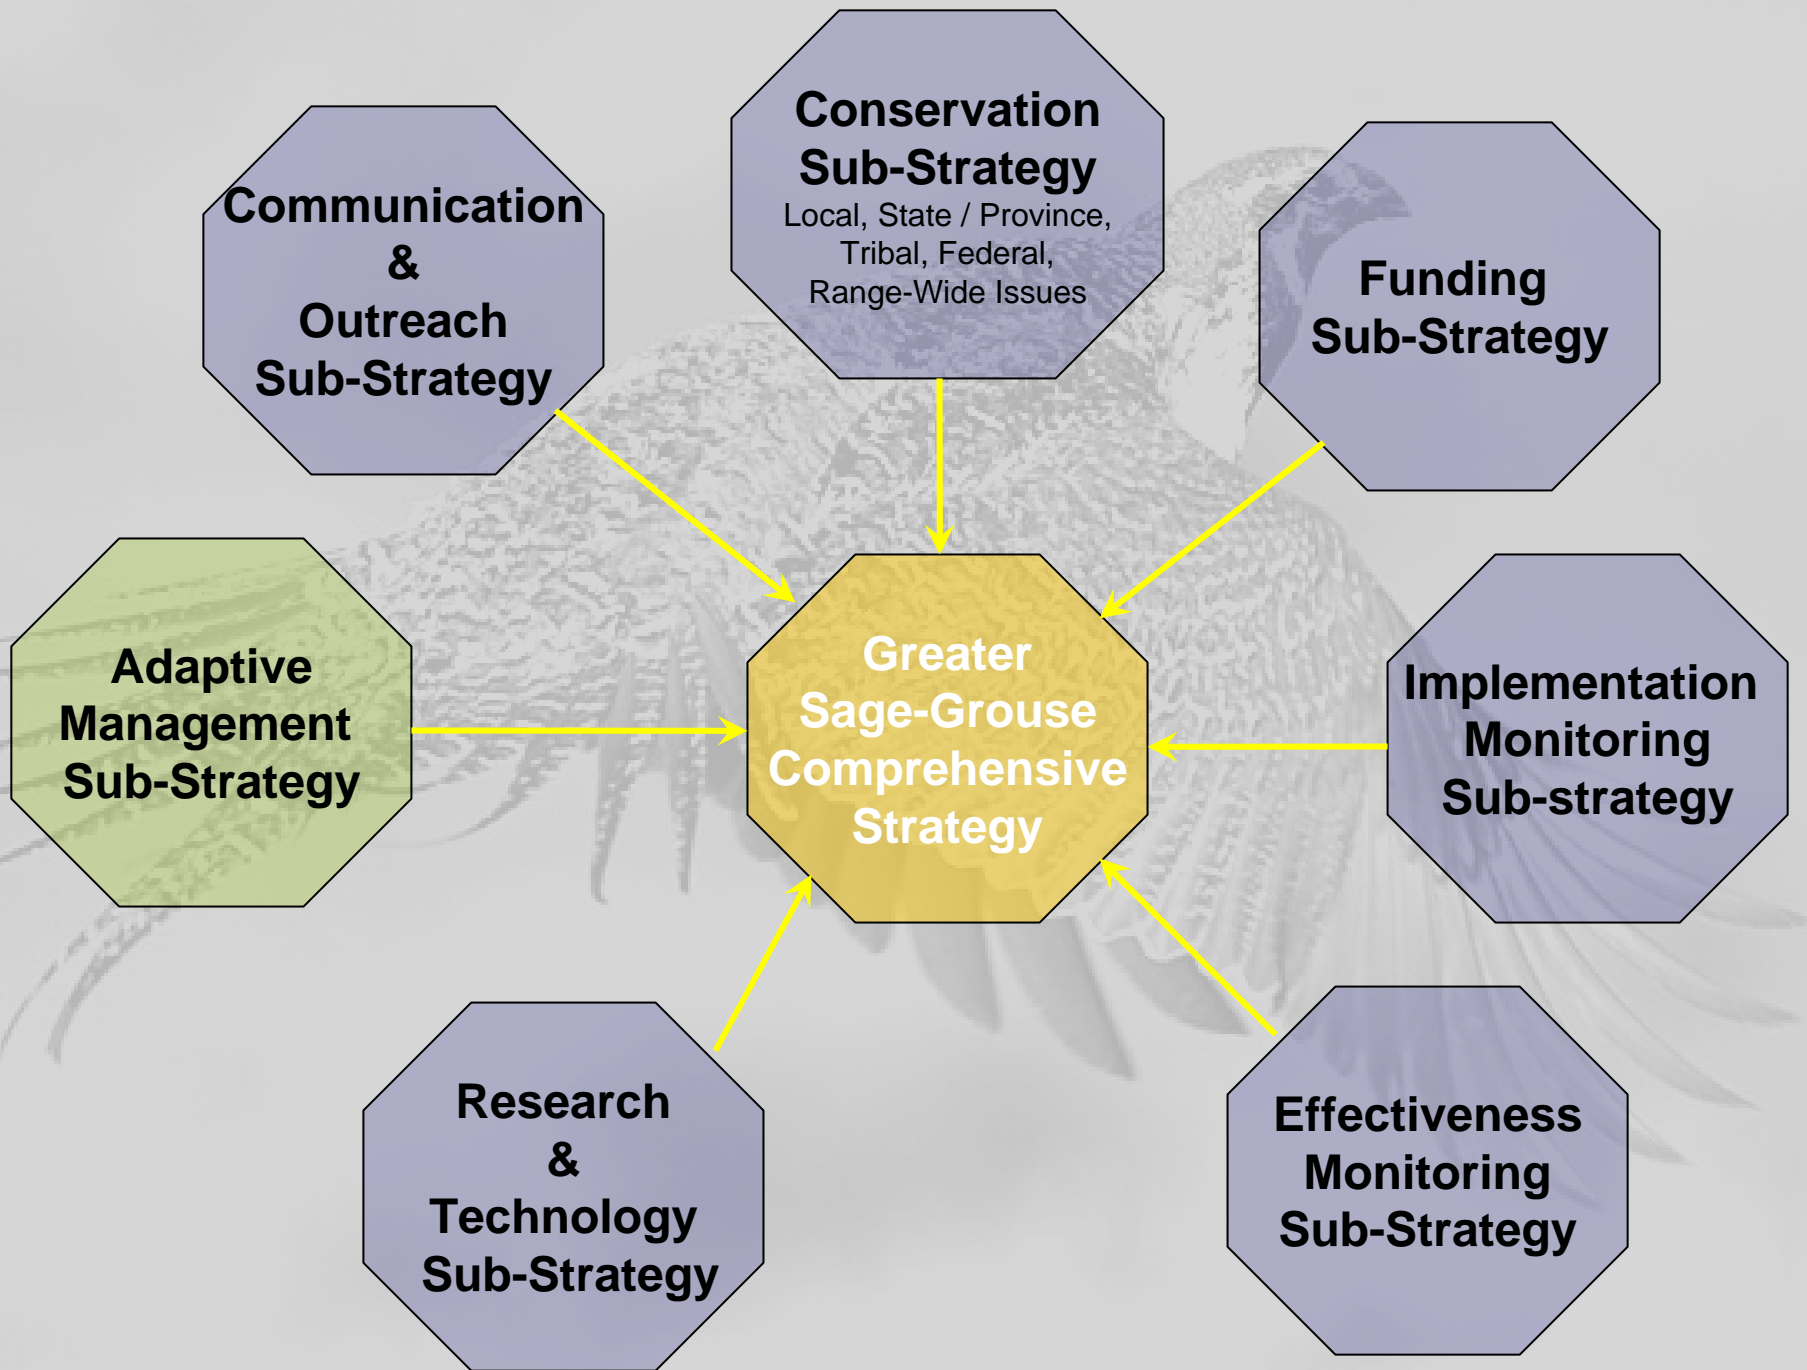 Conservation
Sub-Strategy
Local, State / Province,
Tribal, Federal,
Range-Wide Issues
Communication
&
Outreach
Sub-Strategy
Funding
Sub-Strategy
Adaptive
Management
Sub-Strategy
Greater
Sage-Grouse
Comprehensive
Strategy
Implementation
Monitoring
Sub-strategy
Research
&
Technology
Sub-Strategy
Effectiveness
Monitoring
Sub-Strategy